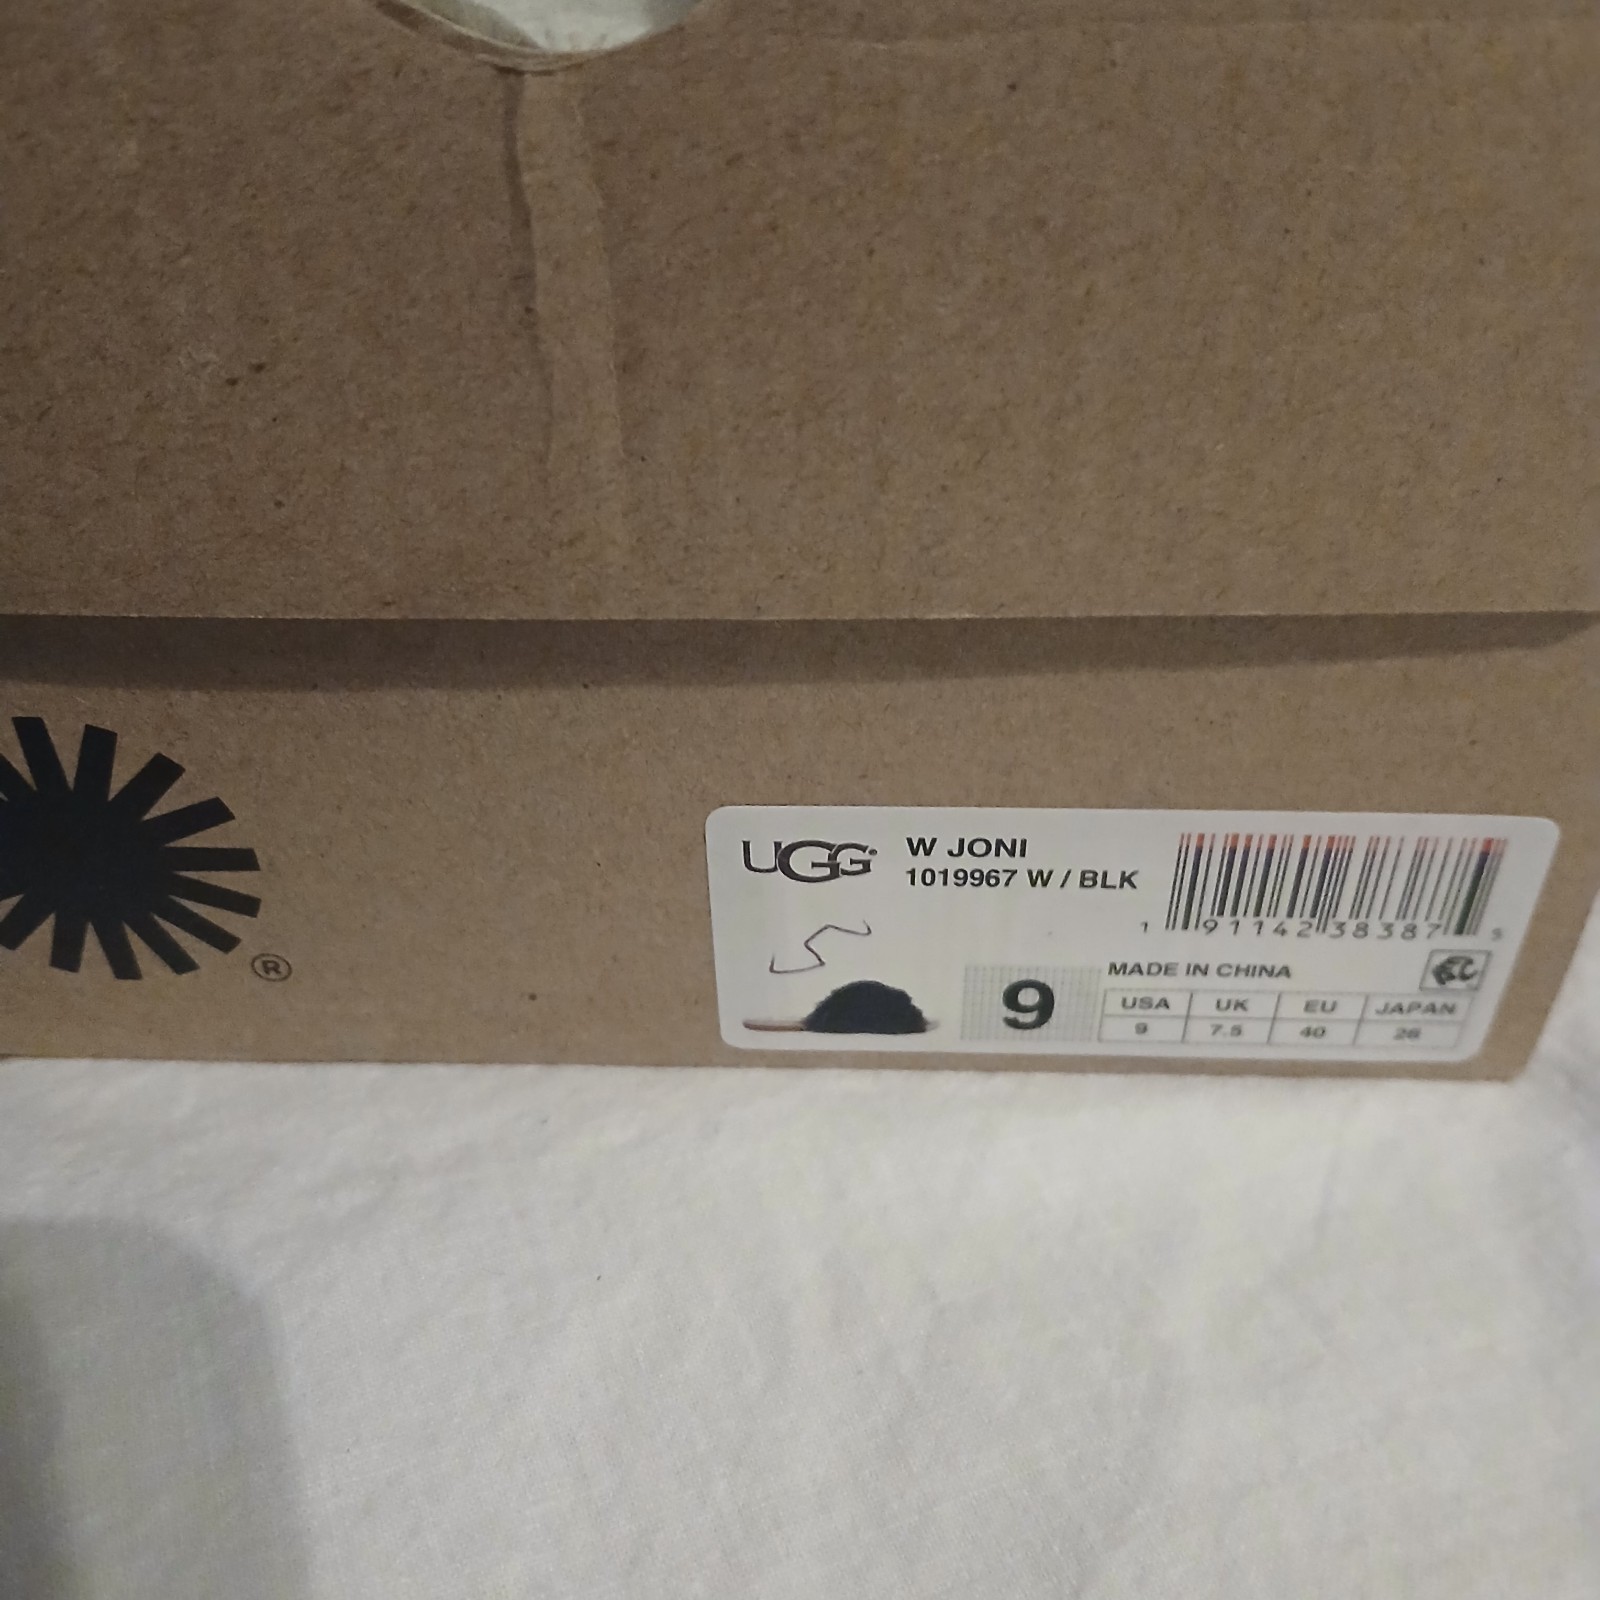 ®
UGG®
W JONI
1019967 W / BLK
1 91142 38387 5
5
MADE IN CHINA
9
USA UK EU JAPAN
9 7.5 40 26